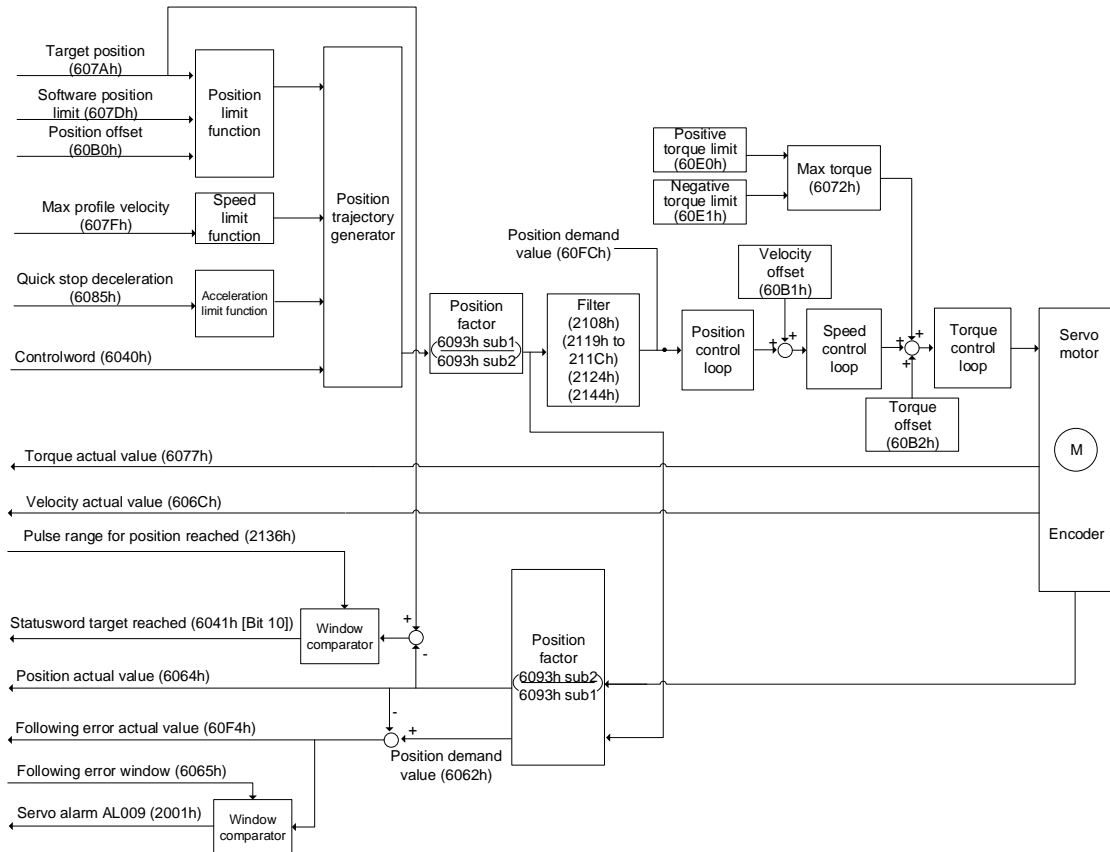 Target position
(607Ah)
Software position
limit (607Dh)
Position offset
(60B0h)
Position
limit
function
Max profile velocity
(607Fh)
Speed
limit
function
Quick stop deceleration
(6085h)
Acceleration
limit function
Controlword (6040h)
Position
trajectory
generator
Position
factor
6093h sub1
6093h sub2
Filter
(2108h)
(2119h to
211Ch)
(2124h)
(2144h)
Position demand
value (60FCh)
Position
control
loop
Velocity
offset
(60B1h)
+
+
Speed
control
loop
Positive
torque limit
(60E0h)
Negative
torque limit
(60E1h)
Max torque
(6072h)
+
+
+
Torque
offset
(60B2h)
Torque
control
loop
Servo
motor
M
Encoder
Torque actual value (6077h)
Velocity actual value (606Ch)
Pulse range for position reached (2136h)
Statusword target reached (6041h [Bit 10])
Window
comparator
+
-
Position actual value (6064h)
Position
factor
6093h sub2
6093h sub1
-
+
Following error actual value (60F4h)
Position demand
value (6062h)
Following error window (6065h)
Servo alarm AL009 (2001h)
Window
comparator